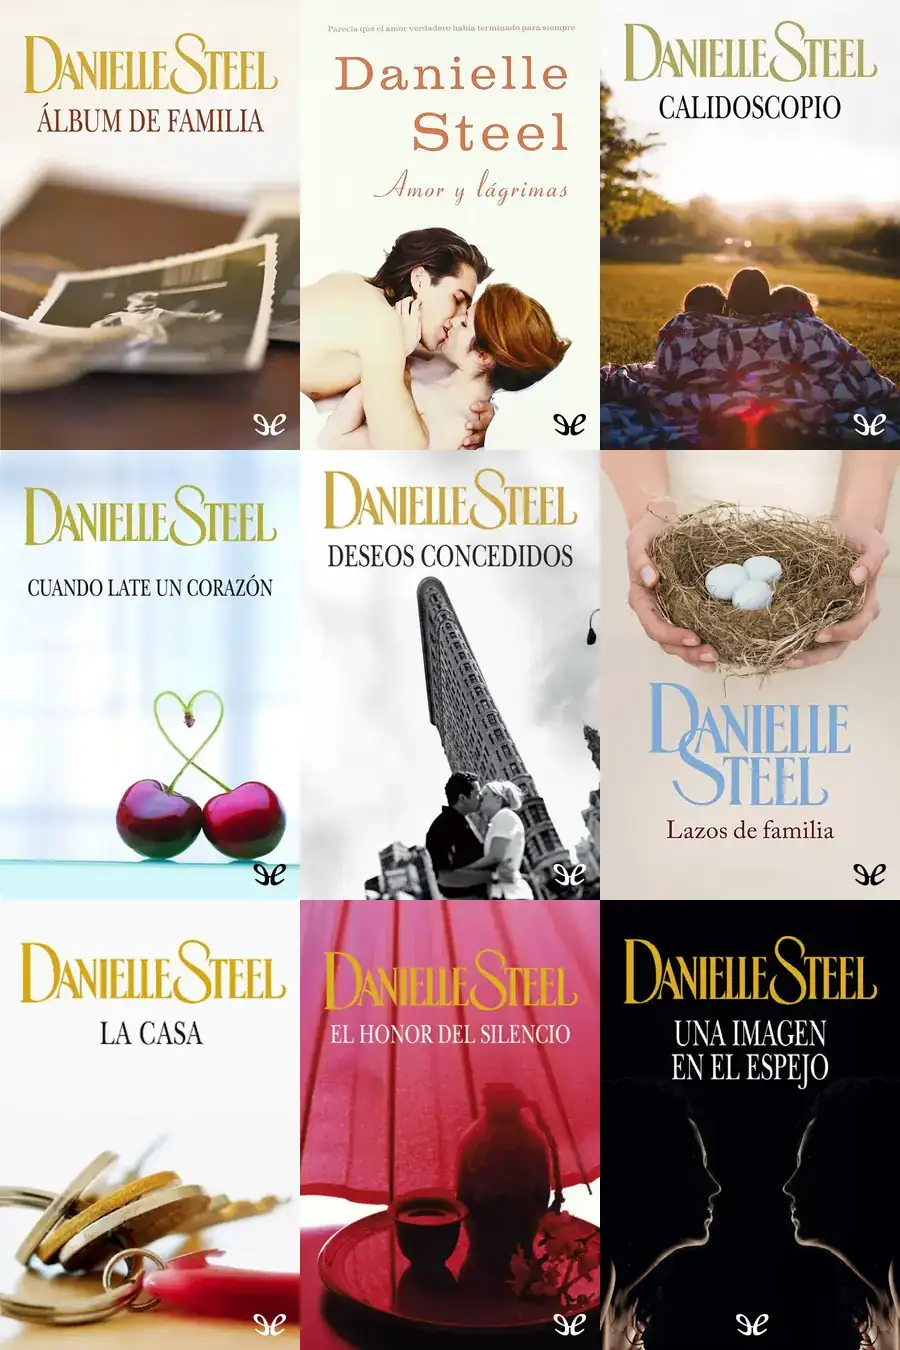 DANIELLE STEEL
ÁLBUM DE FAMILIA
Parecía que el amor verdadero había terminado para siempre
Danielle
Steel
Amor y lágrimas
DANIELLE STEEL
CALIDOSCOPIO
DANIELLE STEEL
CUANDO LATE UN CORAZÓN
DANIELLE STEEL
DESEOS CONCEDIDOS
DANIELLE
STEEL
Lazos de familia
DANIELLE STEEL
LA CASA
DANIELLE STEEL
EL HONOR DEL SILENCIO
DANIELLE STEEL
UNA IMAGEN
EN EL ESPEJO